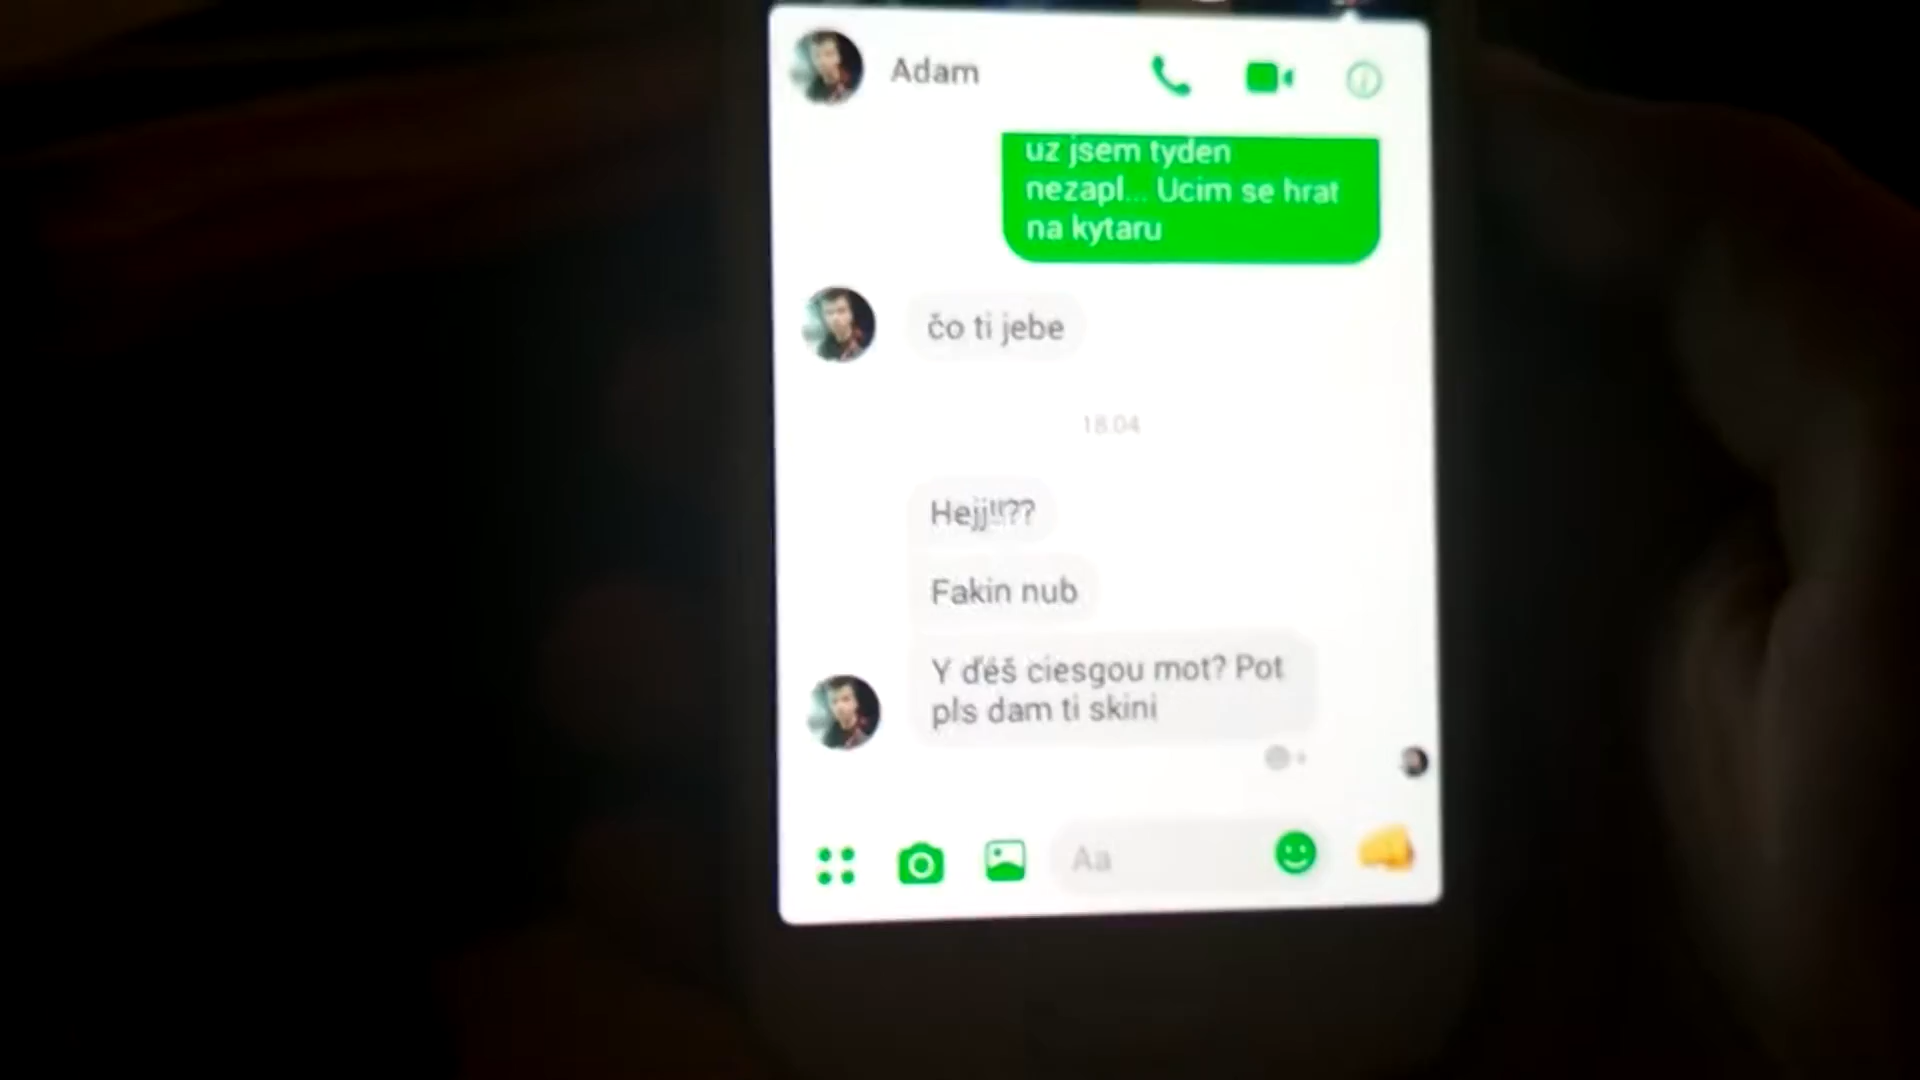 Adam
uz jsem tyden
nezapl... Ucim se hrat
na kytaru
čo ti jebe
18:04
Hejj!!??
Fakin nub
Y ďéš ciesgou mot? Pot
pls dam ti skini
Aa